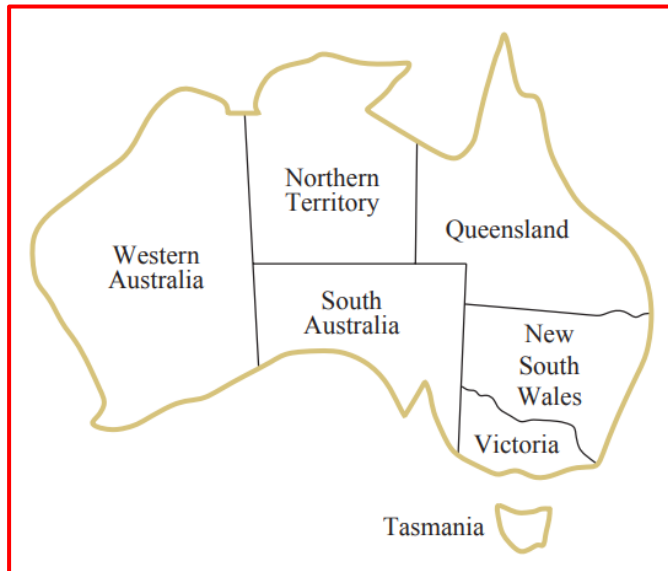 Northern
Territory
Queensland
Western
Australia
South
Australia
New
South
Wales
Victoria
Tasmania